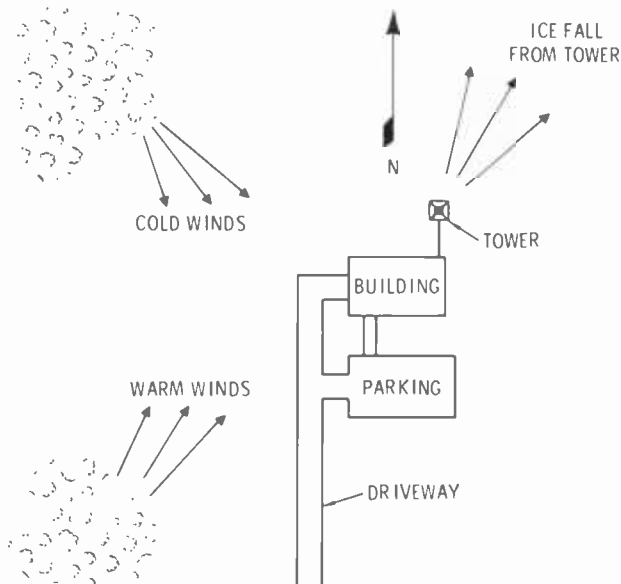 ICE FALL
FROM TOWER
N
COLD WINDS
TOWER
BUILDING
WARM WINDS
PARKING
DRIVEWAY